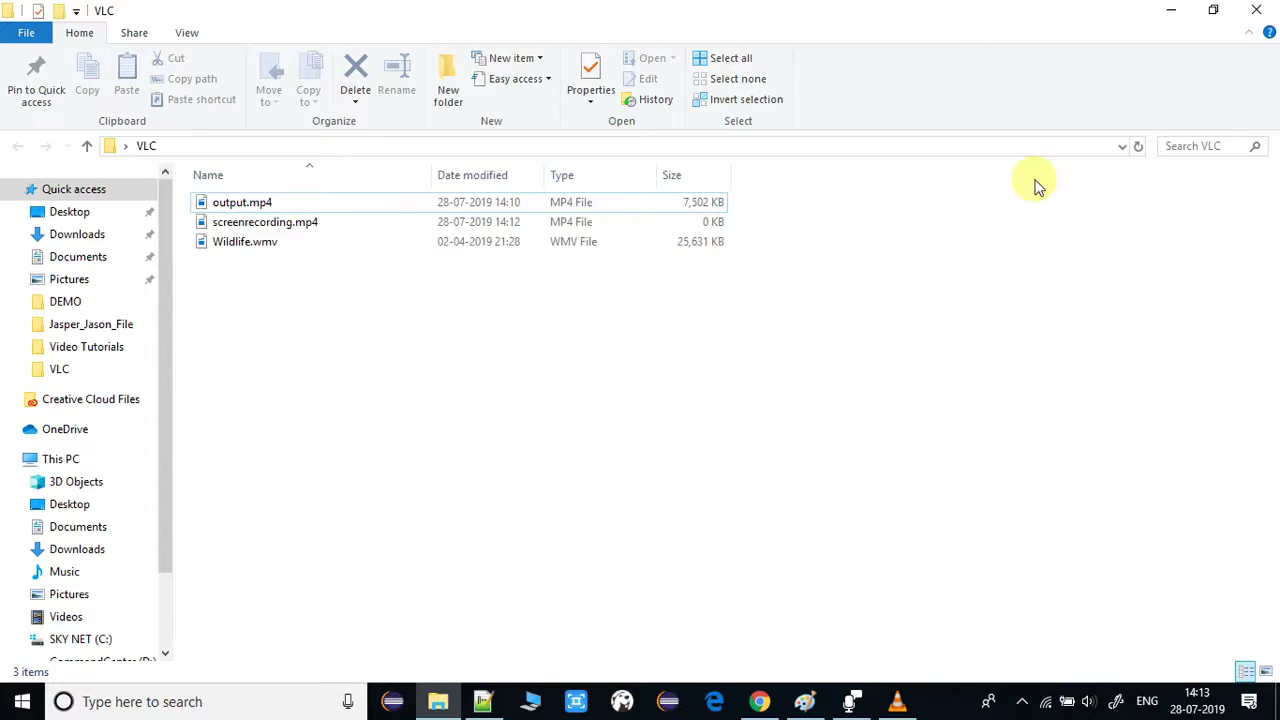 VLC
File Home Share View
Pin to Quick access
Copy
Paste
Cut
Copy path
Paste shortcut
Clipboard
Move to
Copy to
Delete
Rename
Organize
New folder
New item
Easy access
New
Properties
Open
Edit
History
Open
Select all
Select none
Invert selection
Select
VLC
Search VLC
Name Date modified Type Size
output.mp4 28-07-2019 14:10 MP4 File 7,502 KB
screenrecording.mp4 28-07-2019 14:12 MP4 File 0 KB
Wildlife.wmv 02-04-2019 21:28 WMV File 25,631 KB
Quick access
Desktop
Downloads
Documents
Pictures
DEMO
Jasper_Jason_File
Video Tutorials
VLC
Creative Cloud Files
OneDrive
This PC
3D Objects
Desktop
Documents
Downloads
Music
Pictures
Videos
SKY NET (C:)
CommandCenter (D:)
3 items
Type here to search
ENG
14:13
28-07-2019